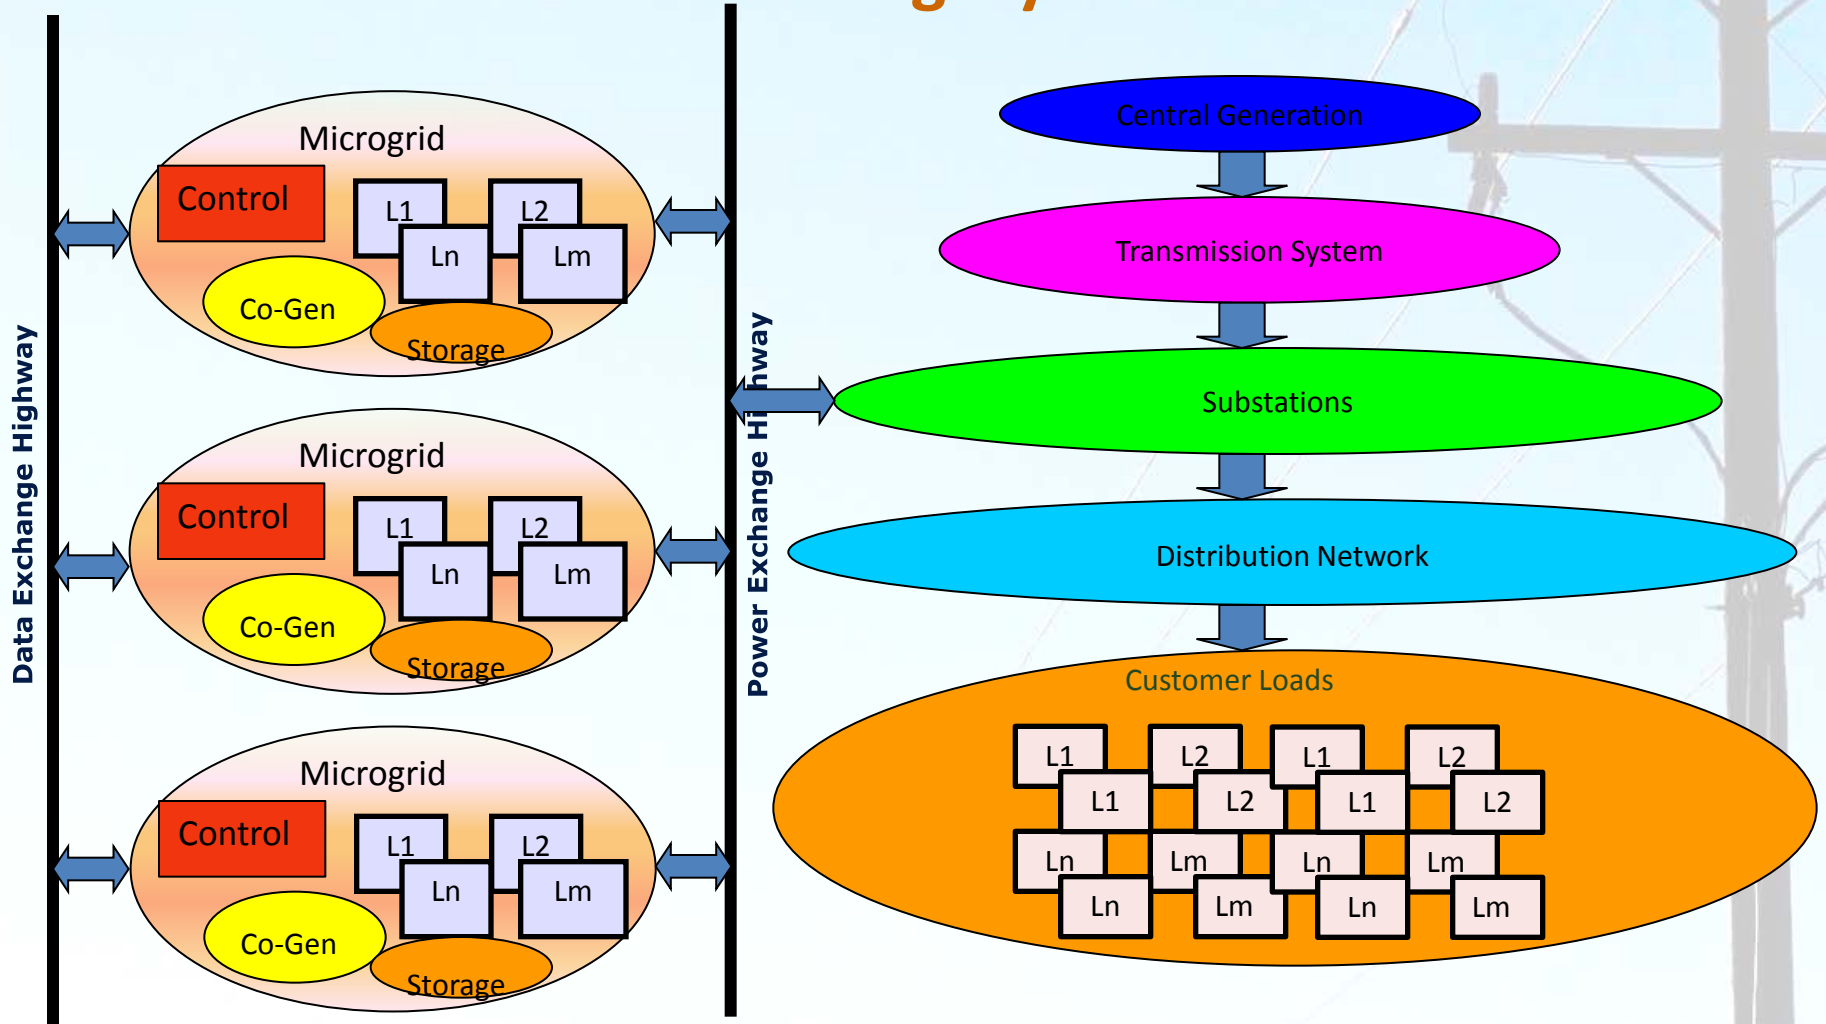 Data Exchange Highway
Microgrid
Control
L1
L2
Ln
Lm
Co-Gen
Storage
Microgrid
Control
L1
L2
Ln
Lm
Co-Gen
Storage
Microgrid
Control
L1
L2
Ln
Lm
Co-Gen
Storage
Power Exchange Highway
Central Generation
Transmission System
Substations
Distribution Network
Customer Loads
L1
L2
L1
L2
L1
L2
L1
L2
Ln
Lm
Ln
Lm
Ln
Lm
Ln
Lm